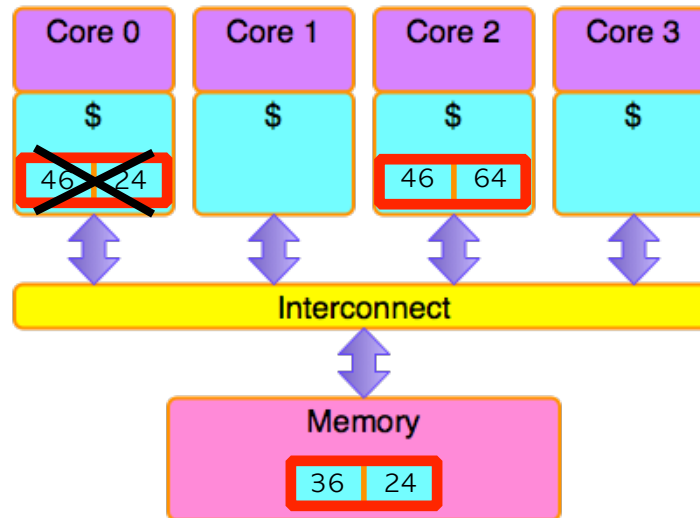 Core 0 Core 1 Core 2 Core 3
$ $ $ $
46 24 46 64
Interconnect
Memory
36 24